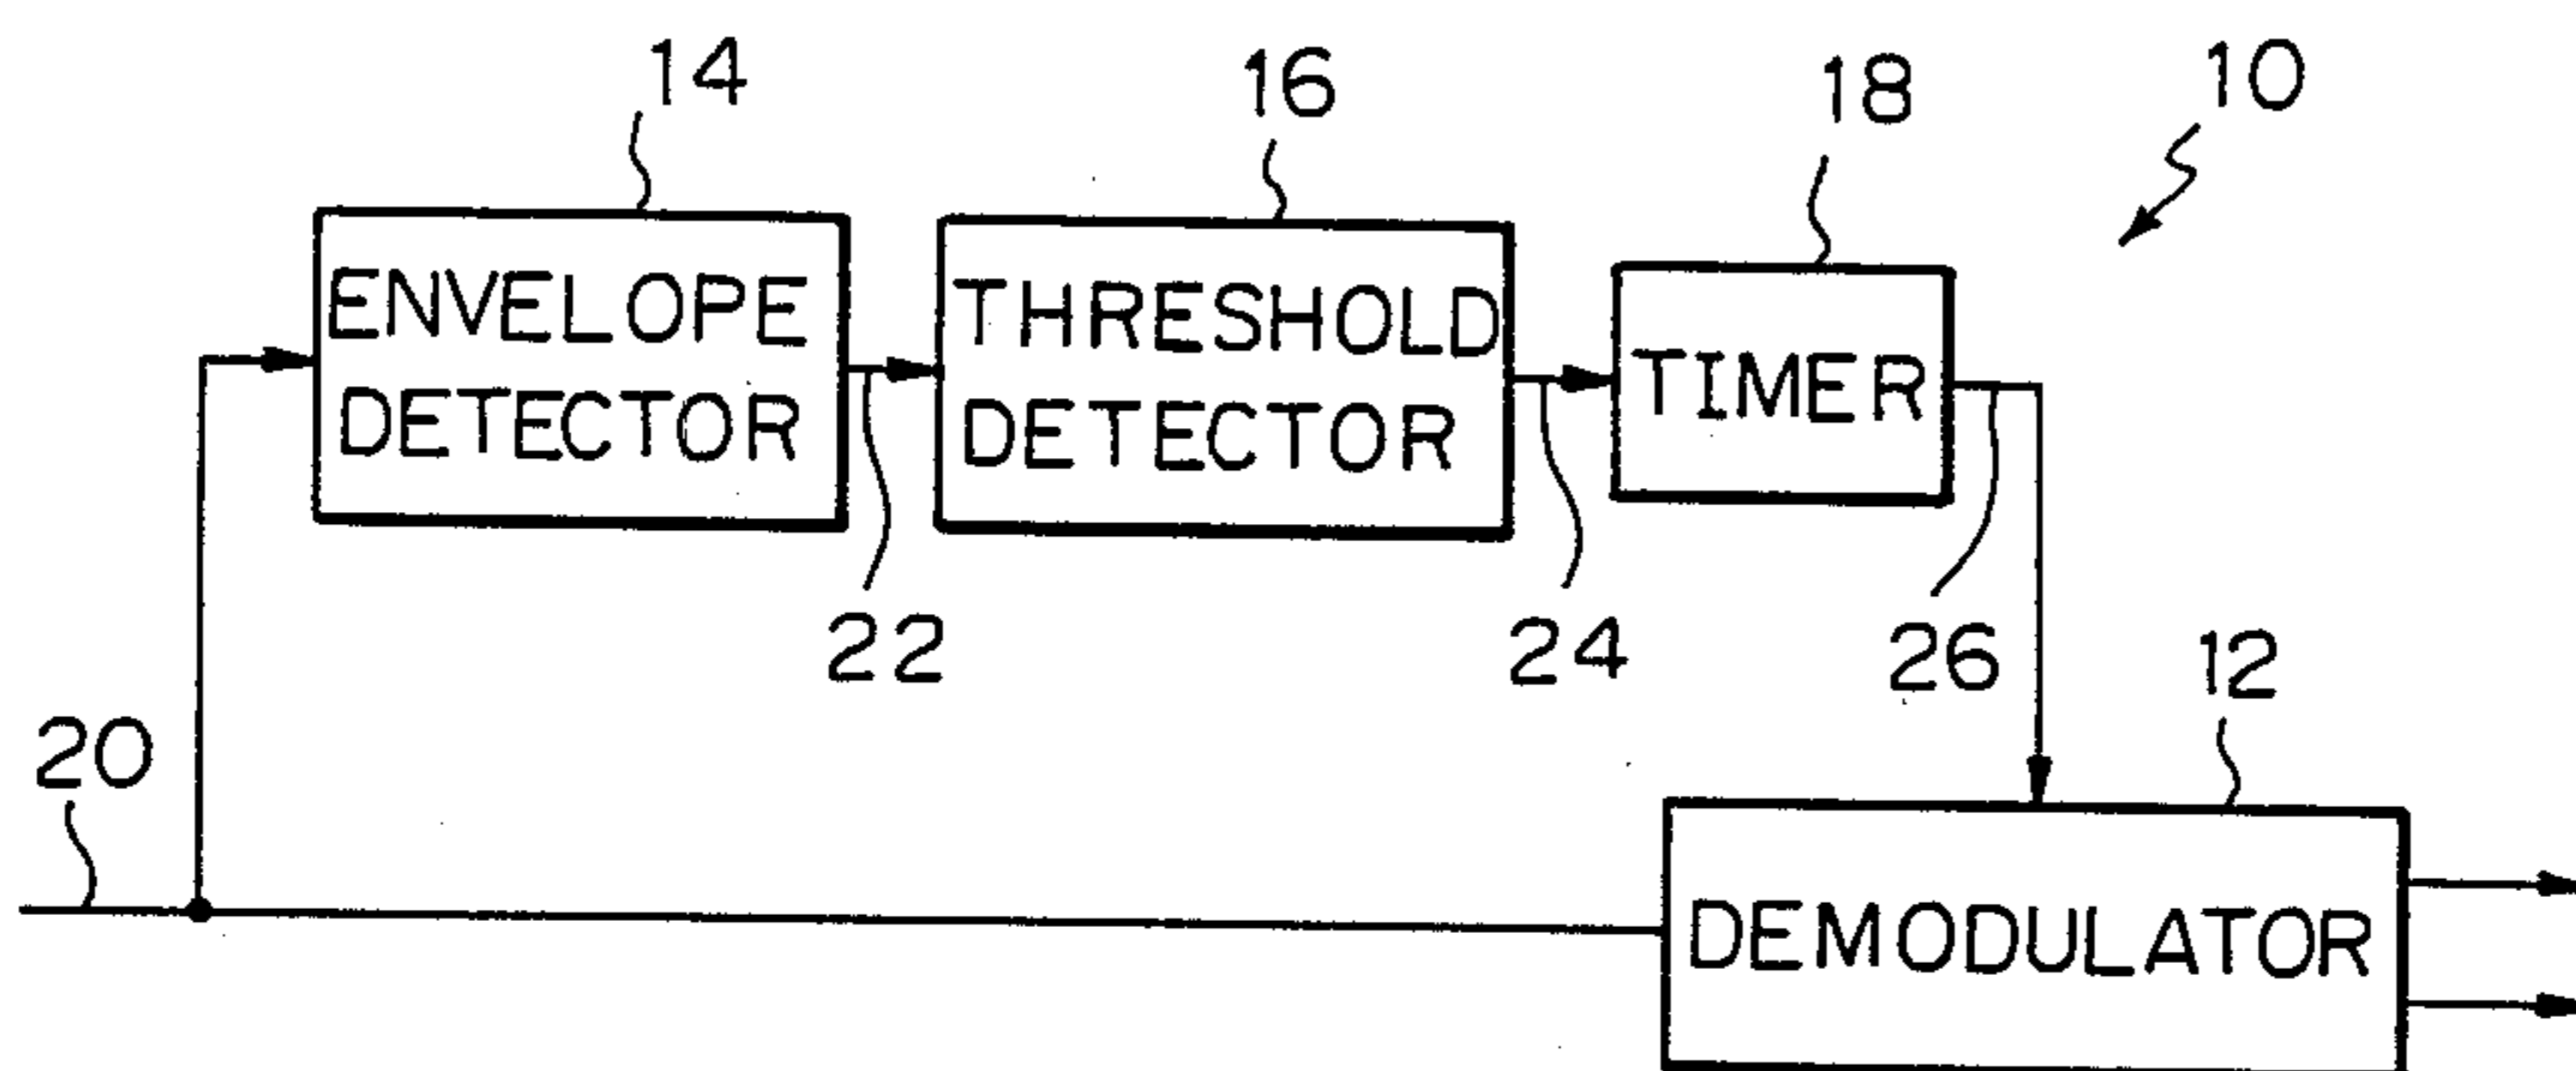 14
16
18
10
ENVELOPE
DETECTOR
THRESHOLD
DETECTOR
TIMER
22
24
26
12
20
DEMODULATOR